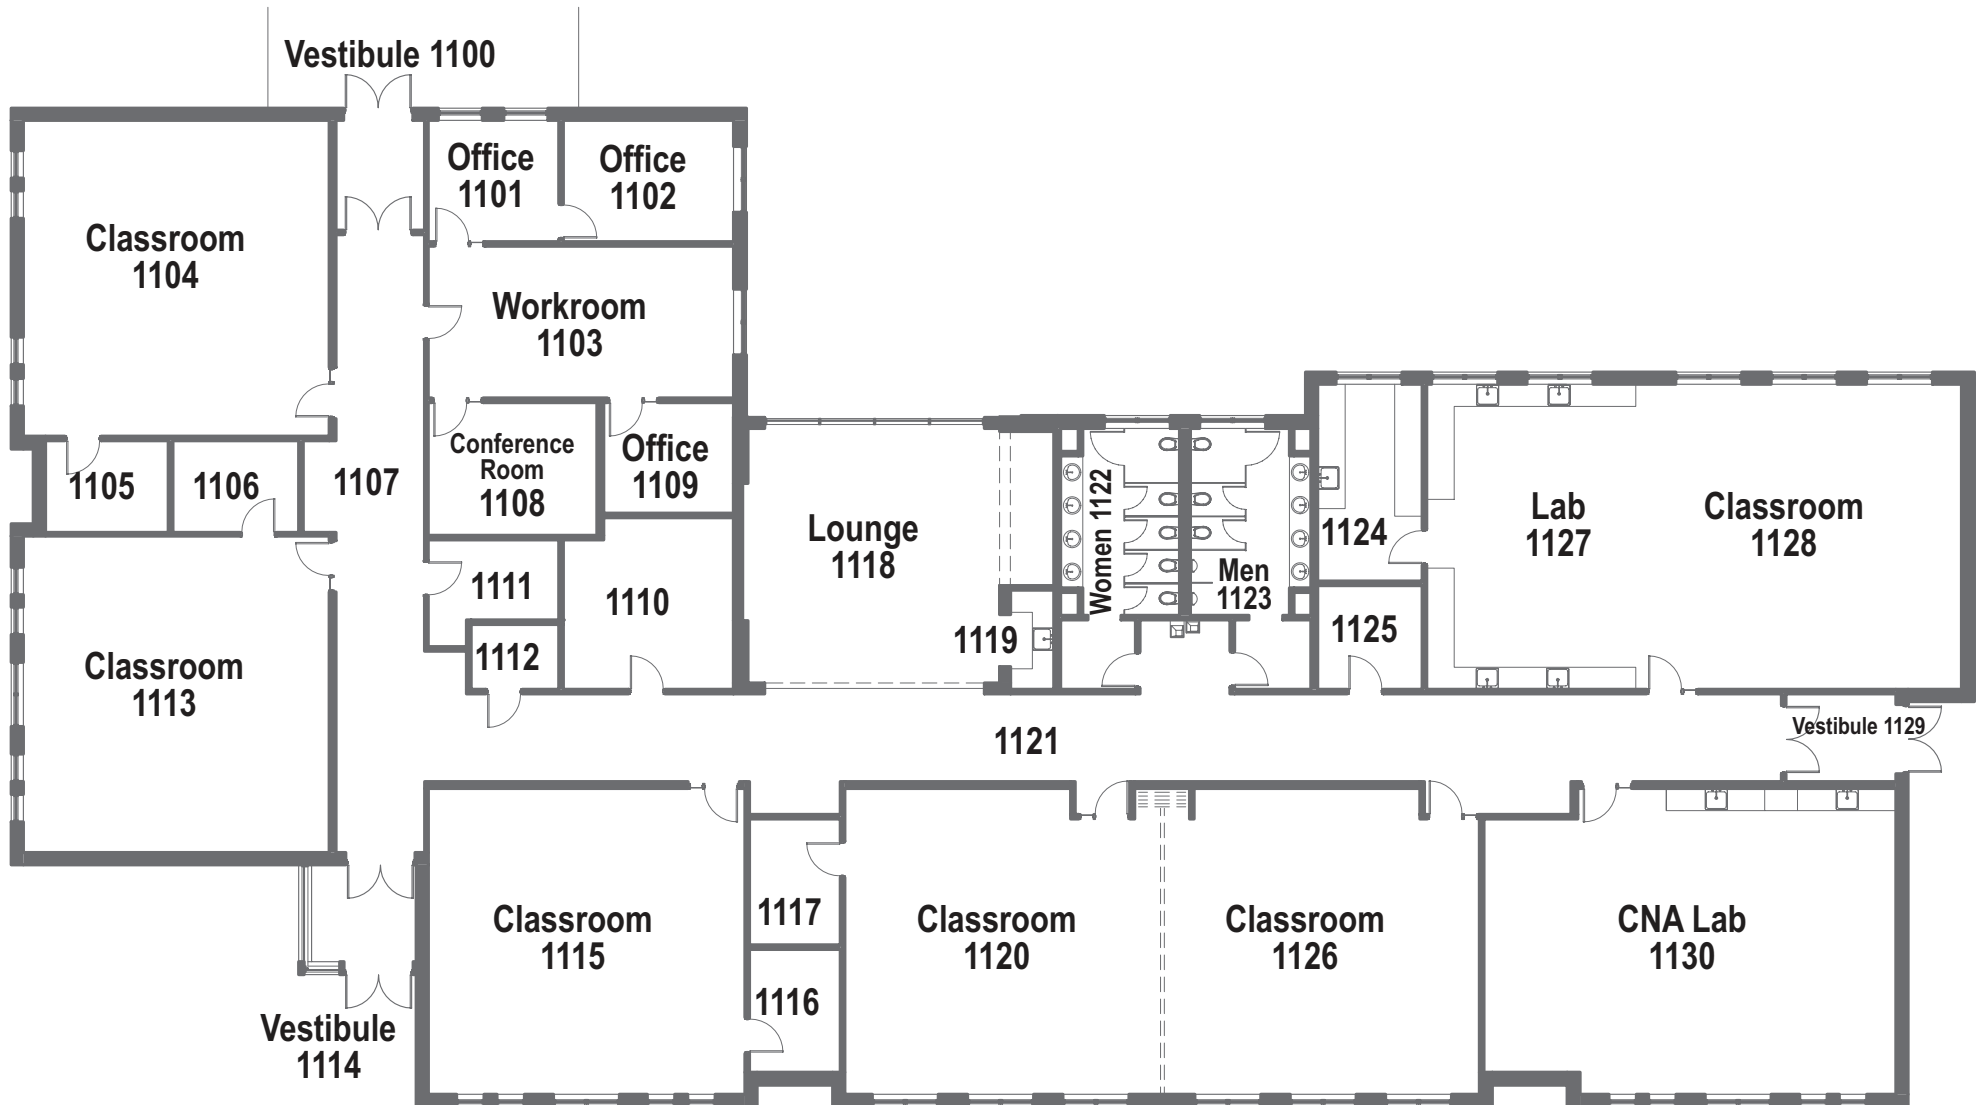 Vestibule 1100
Office
1101
Office
1102
Classroom
1104
Workroom
1103
1105
1106
1107
Conference
Room
1108
Office
1109
Lounge
1118
Women 1122
Men
1123
1124
Lab
1127
Classroom
1128
1111
1110
1112
1119
1125
Classroom
1113
1121
Vestibule 1129
Classroom
1115
1117
1116
Classroom
1120
Classroom
1126
CNA Lab
1130
Vestibule
1114